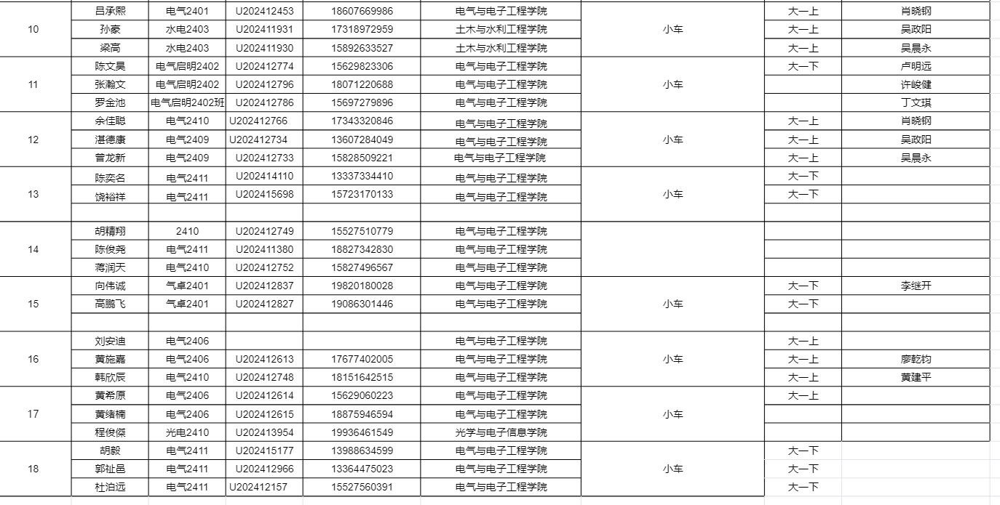 吕承熙 电气2401 U202412453 18607669986 电气与电子工程学院 大一上 肖晓钢
10 孙豪 水电2403 U202411931 17318972959 土木与水利工程学院 小车 大一上 吴政阳
梁高 水电2403 U202411930 15892633527 土木与水利工程学院 大一上 吴晨永
陈文昊 电气启明2402 U202412774 15629823306 电气与电子工程学院 大一下 卢明远
11 张瀚文 电气启明2402 U202412796 18071220688 电气与电子工程学院 小车 许峻健
罗金池 电气启明2402班 U202412786 15697279896 电气与电子工程学院 丁文琪
余佳聪 电气2410 U202412766 17343320846 电气与电子工程学院 大一上 肖晓钢
12 湛德康 电气2409 U202412734 13607284049 电气与电子工程学院 小车 大一上 吴政阳
曾龙新 电气2409 U202412733 15828509221 电气与电子工程学院 大一上 吴晨永
陈奕名 电气2411 U202414110 13337334410 电气与电子工程学院 大一下
13 饶裕祥 电气2411 U202415698 15723170133 电气与电子工程学院 小车 大一下
胡精翔 2410 U202412749 15527510779 电气与电子工程学院
14 陈俊尧 电气2411 U202411380 18827342830 电气与电子工程学院
蒋润天 电气2410 U202412752 15827496567 电气与电子工程学院
向伟诚 气卓2401 U202412837 19820180028 电气与电子工程学院 大一下 李继开
15 高鹏飞 气卓2401 U202412827 19086301446 电气与电子工程学院 小车 大一下
刘安迪 电气2406 电气与电子工程学院 大一上
16 黄施嘉 电气2406 U202412613 17677402005 电气与电子工程学院 小车 大一上 廖乾钧
韩欣辰 电气2410 U202412748 18151642515 电气与电子工程学院 大一上 黄建平
黄希原 电气2406 U202412614 15629060223 电气与电子工程学院 大一上
17 黄绪楠 电气2406 U202412615 18875946594 电气与电子工程学院 小车
程俊傑 光电2410 U202413954 19936461549 光学与电子信息学院
胡毅 电气2411 U202415177 13988634599 电气与电子工程学院 大一下
18 郭祉邑 电气2411 U202412966 13364475023 电气与电子工程学院 小车 大一下
杜泊远 电气2411 U202412157 15527560391 电气与电子工程学院 大一下